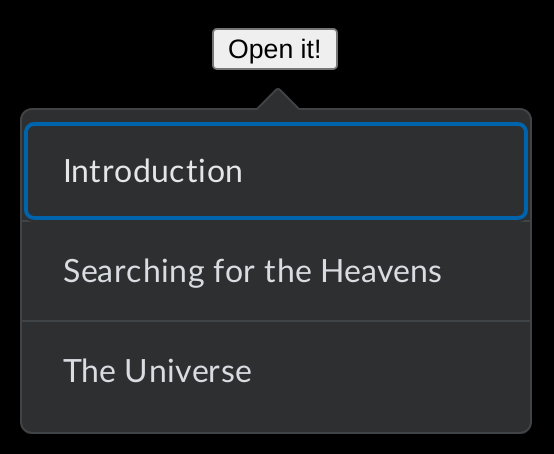 Open it!
Introduction
Searching for the Heavens
The Universe